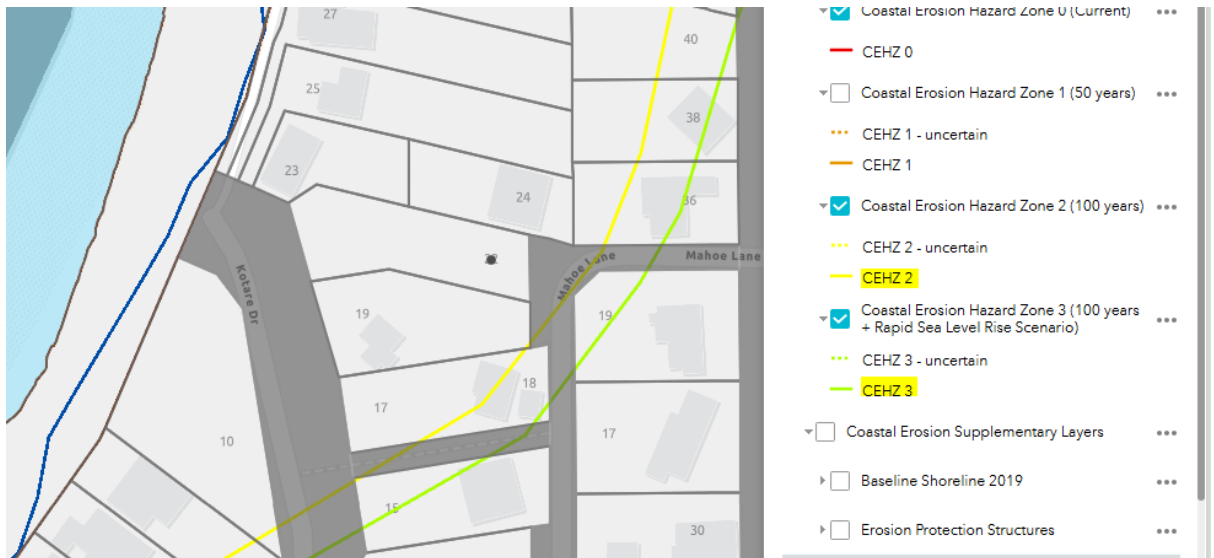 27
40
25
38
23
24
36
Mahoe Lane
Mahoe Lane
Kotare Dr
19
19
18
17
17
10
15
30
Coastal Erosion Hazard Zone 0 (Current)
CEHZ 0
Coastal Erosion Hazard Zone 1 (50 years)
CEHZ 1 - uncertain
CEHZ 1
Coastal Erosion Hazard Zone 2 (100 years)
CEHZ 2 - uncertain
CEHZ 2
Coastal Erosion Hazard Zone 3 (100 years
+ Rapid Sea Level Rise Scenario)
CEHZ 3 - uncertain
CEHZ 3
Coastal Erosion Supplementary Layers
Baseline Shoreline 2019
Erosion Protection Structures